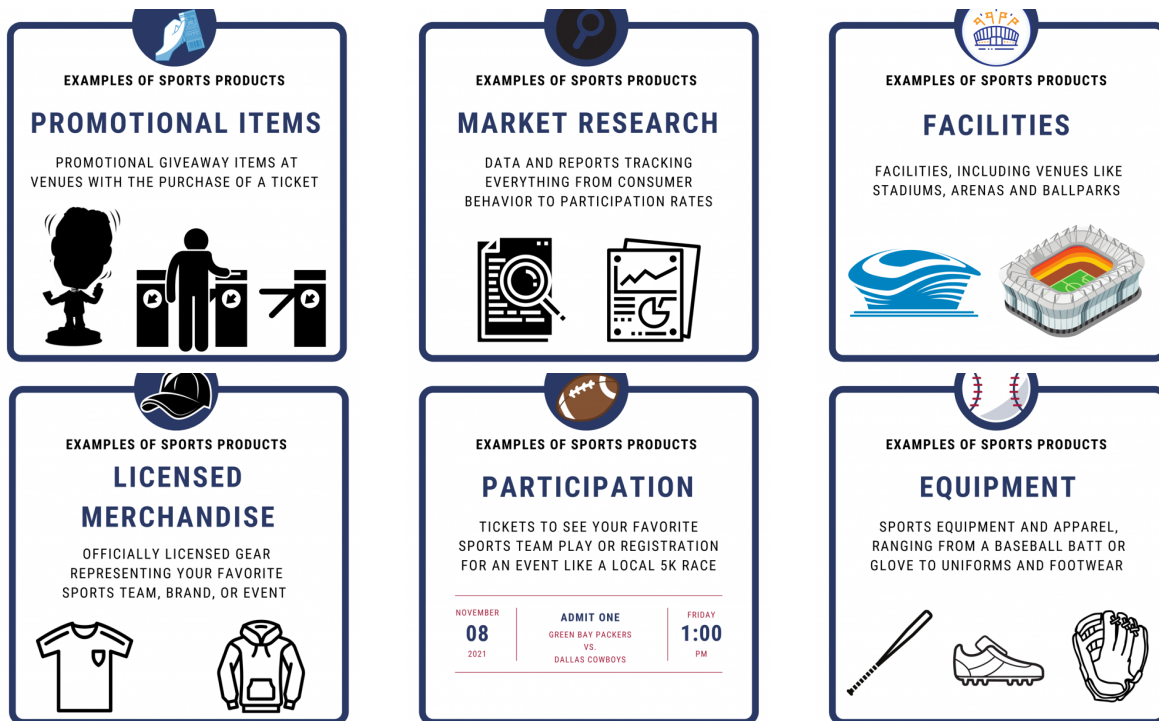 EXAMPLES OF SPORTS PRODUCTS
PROMOTIONAL ITEMS
PROMOTIONAL GIVEAWAY ITEMS AT
VENUES WITH THE PURCHASE OF A TICKET
EXAMPLES OF SPORTS PRODUCTS
MARKET RESEARCH
DATA AND REPORTS TRACKING
EVERYTHING FROM CONSUMER
BEHAVIOR TO PARTICIPATION RATES
EXAMPLES OF SPORTS PRODUCTS
FACILITIES
FACILITIES, INCLUDING VENUES LIKE
STADIUMS, ARENAS AND BALLPARKS
EXAMPLES OF SPORTS PRODUCTS
LICENSED
MERCHANDISE
OFFICIALLY LICENSED GEAR
REPRESENTING YOUR FAVORITE
SPORTS TEAM, BRAND, OR EVENT
EXAMPLES OF SPORTS PRODUCTS
PARTICIPATION
TICKETS TO SEE YOUR FAVORITE
SPORTS TEAM PLAY OR REGISTRATION
FOR AN EVENT LIKE A LOCAL 5K RACE
NOVEMBER
08
2021
ADMIT ONE
GREEN BAY PACKERS
VS.
DALLAS COWBOYS
FRIDAY
1:00
PM
EXAMPLES OF SPORTS PRODUCTS
EQUIPMENT
SPORTS EQUIPMENT AND APPAREL,
RANGING FROM A BASEBALL BATT OR
GLOVE TO UNIFORMS AND FOOTWEAR